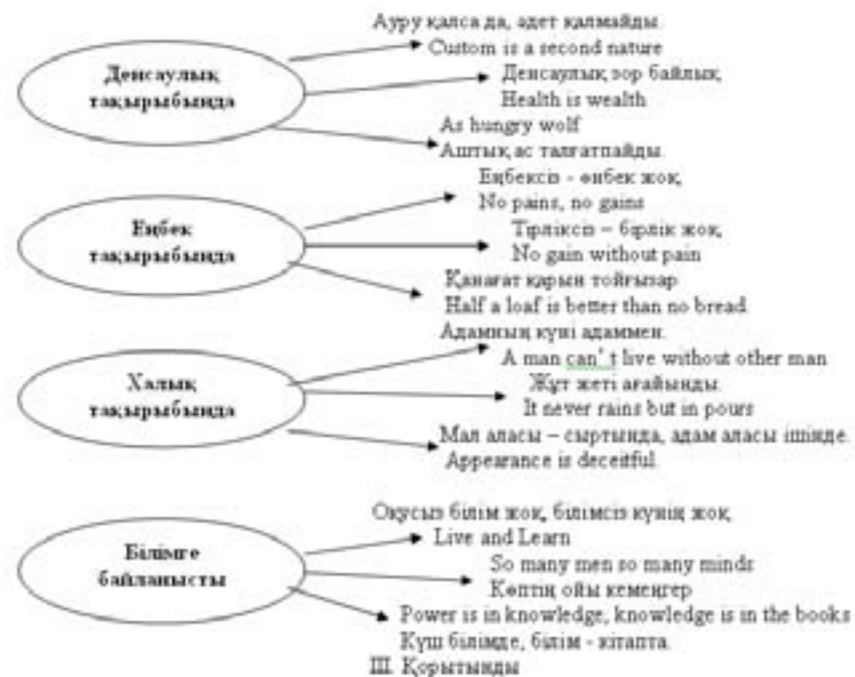 Ауру қалса да, әдет қалмайды.
Custom is a second nature
Денсаулық
тақырыбында
Денсаулық зор байлық,
Health is wealth
As hungry wolf
Аштық ас талғатпайды.
Еңбексіз - өнбек жоқ,
No pains, no gains
Еңбек
тақырыбында
Тірліксіз – бірлік жоқ,
No gain without pain
Қанағат қарын тойғызар
Half a loaf is better than no bread
Адамның күні адаммен.
A man can' t live without other man
Халық
тақырыбында
Жұт жеті ағайынды.
It never rains but in pours
Мал аласы – сыртында, адам аласы ішінде.
Appearance is deceitful.
Оқусыз білім жоқ, білімсіз күнің жоқ,
Live and Learn
Білімге
байланысты
So many men so many minds
Көптің ойы кемеңгер
Power is in knowledge, knowledge is in the books
Күш білімде, білім - кітапта.
III. Қорытынды